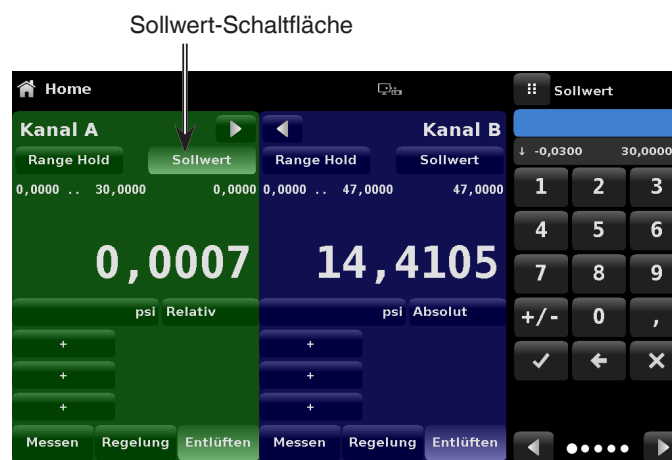 Sollwert-Schaltfläche
Home
Sollwert
Kanal A
Kanal B
Range Hold Sollwert Range Hold Sollwert
↓ -0,0300 30,0000
0,0000 .. 30,0000 0,0000 0,0000 .. 47,0000 47,0000
1 2 3
4 5 6
0,0007 14,4105
7 8 9
psi Relativ psi Absolut
+/- 0 ,
+ +
+ +
+ +
Messen Regelung Entlüften Messen Regelung Entlüften